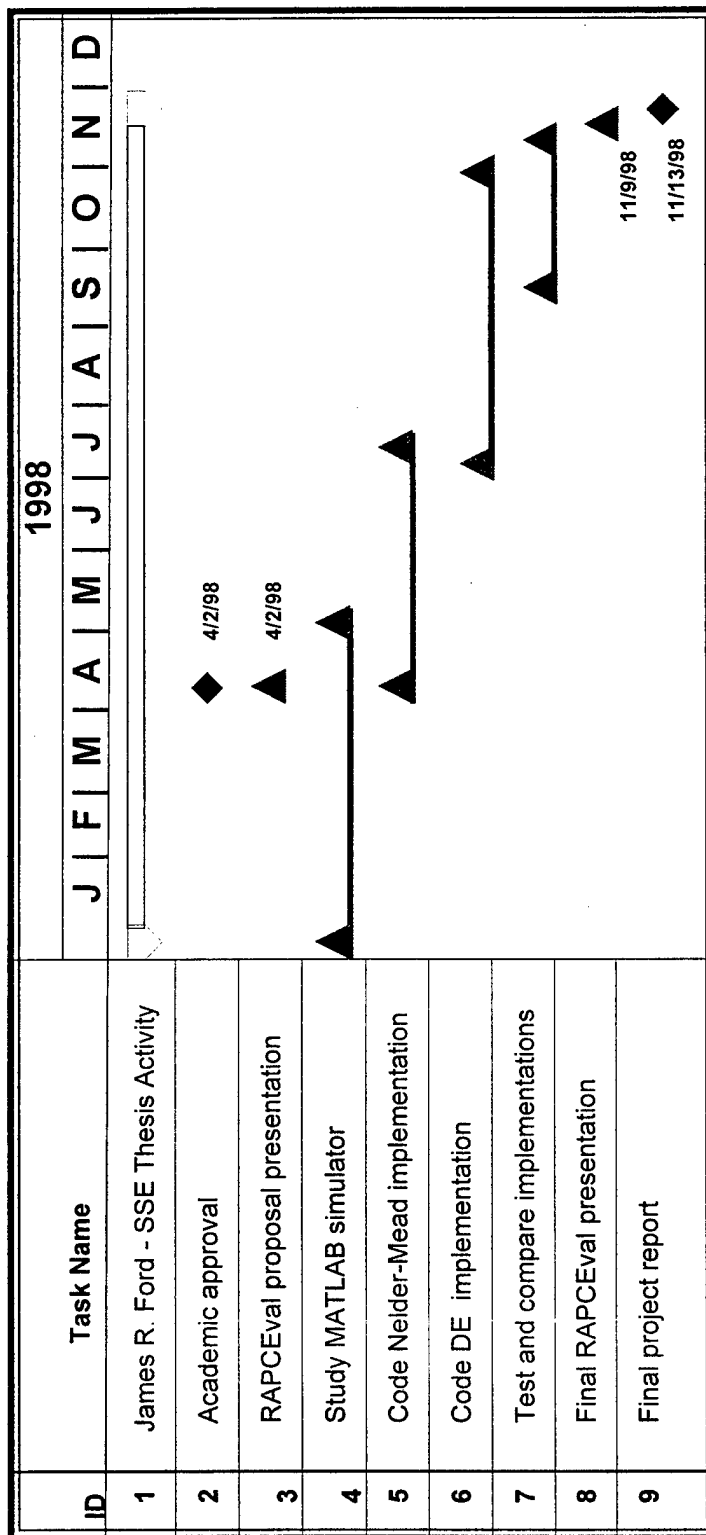 1998
ID Task Name J | F | M | A | M | J | J | A | S | O | N | D
1 James R. Ford - SSE Thesis Activity
2 Academic approval 4/2/98
3 RAPCEval proposal presentation 4/2/98
4 Study MATLAB simulator
5 Code Nelder-Mead implementation
6 Code DE implementation
7 Test and compare implementations
8 Final RAPCEval presentation 11/9/98
9 Final project report 11/13/98